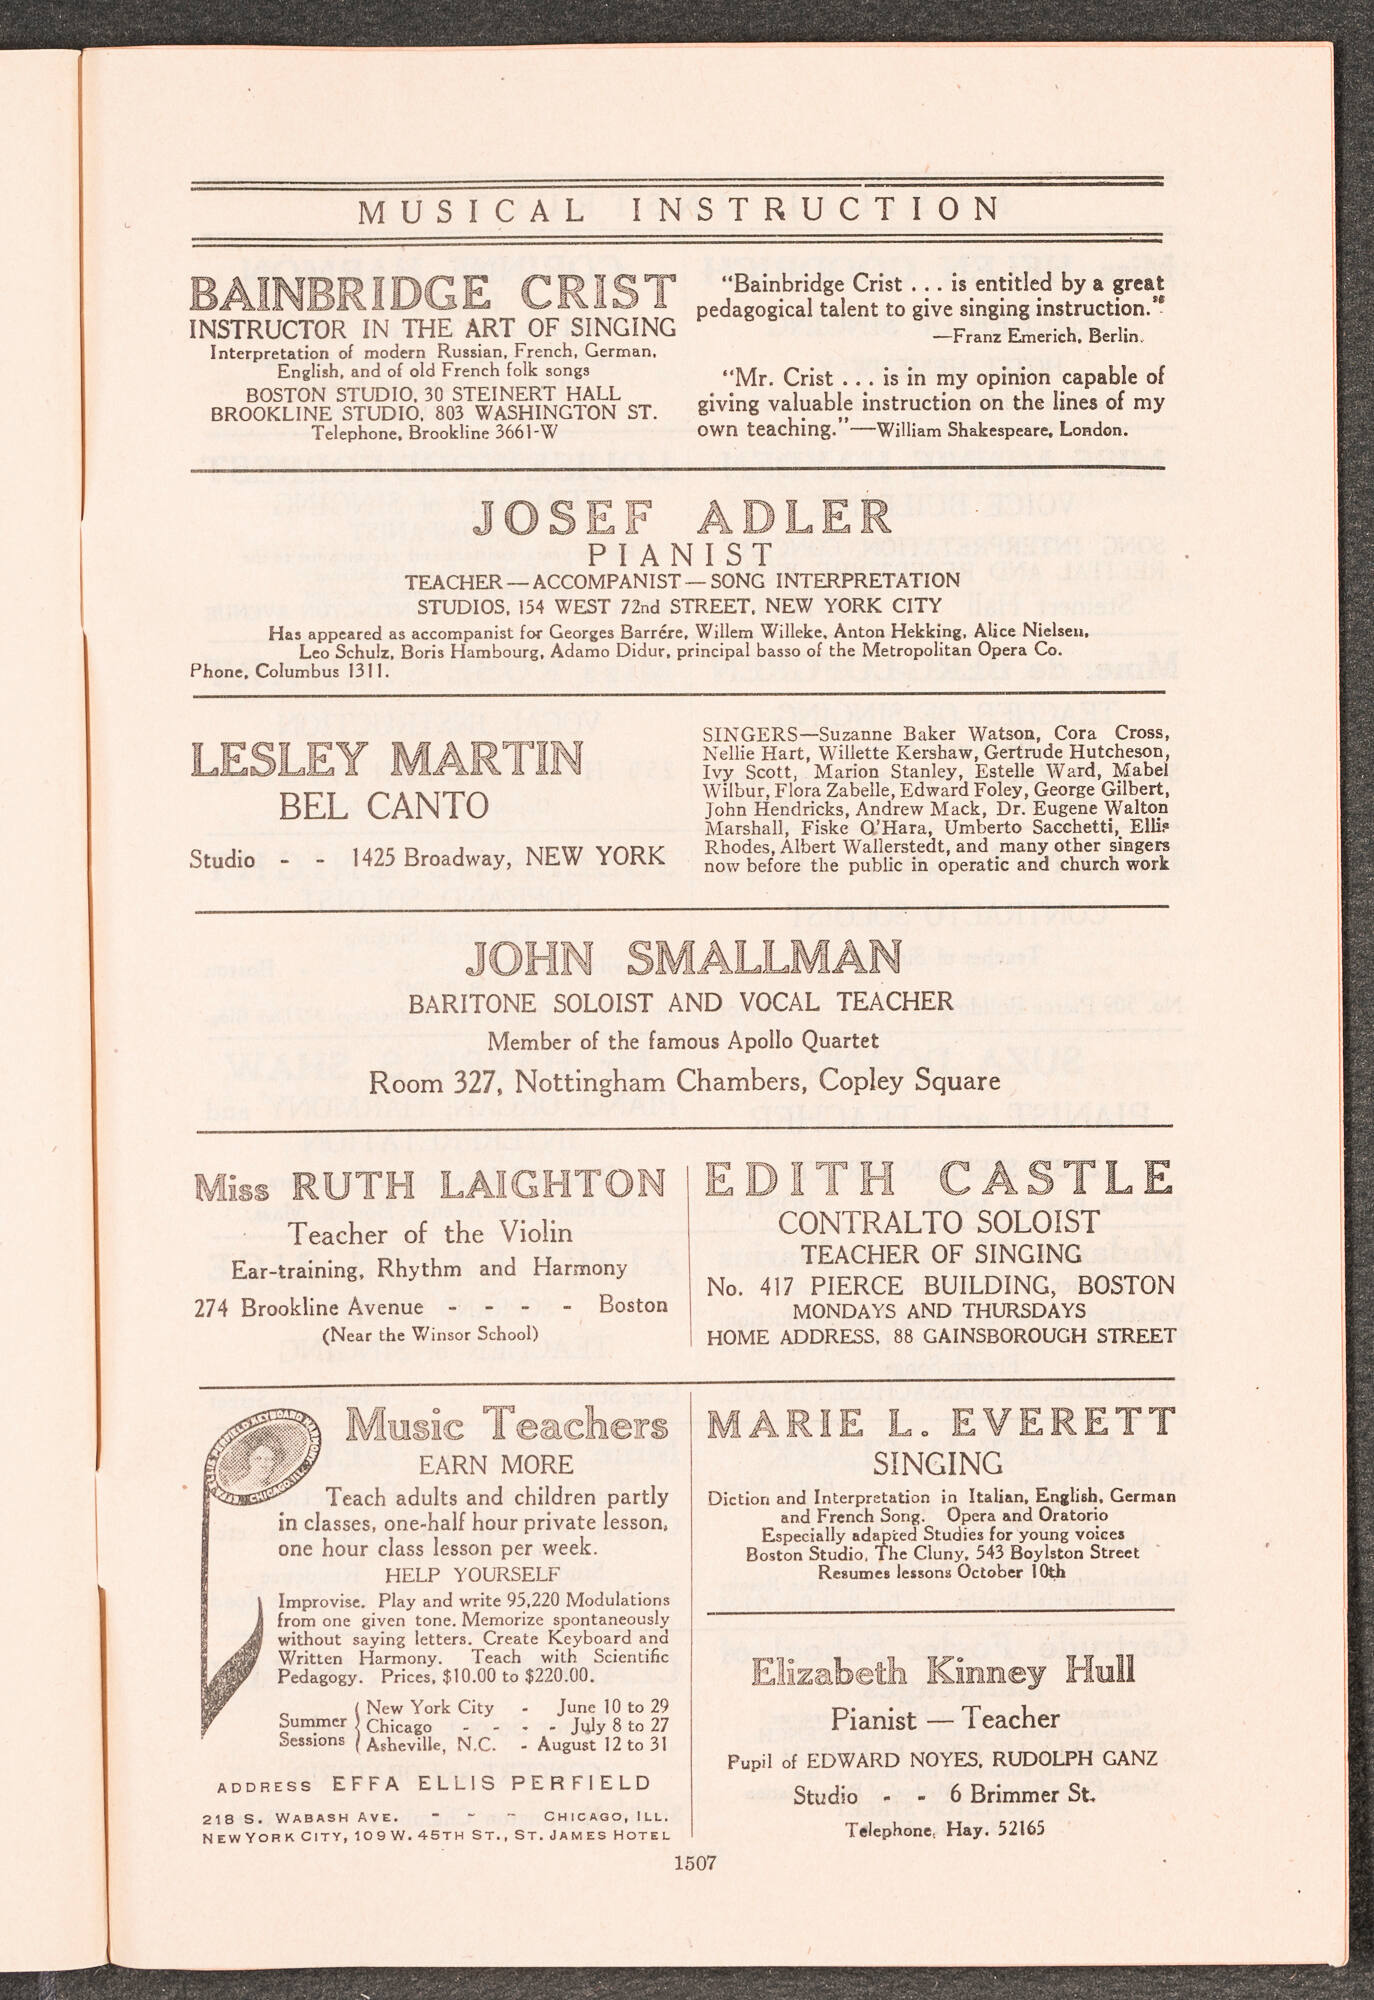 MUSICAL INSTRUCTION
BAINBRIDGE CRIST
INSTRUCTOR IN THE ART OF SINGING
Interpretation of modern Russian, French, German,
English, and of old French folk songs
BOSTON STUDIO, 30 STEINERT HALL
BROOKLINE STUDIO, 803 WASHINGTON ST.
Telephone, Brookline 3661-W
"Bainbridge Crist . . . is entitled by a great
pedagogical talent to give singing instruction."
—Franz Emerich, Berlin.
"Mr. Crist . . . is in my opinion capable of
giving valuable instruction on the lines of my
own teaching."—William Shakespeare, London.
JOSEF ADLER
PIANIST
TEACHER—ACCOMPANIST—SONG INTERPRETATION
STUDIOS, 154 WEST 72nd STREET, NEW YORK CITY
Has appeared as accompanist for Georges Barrére, Willem Willeke, Anton Hekking, Alice Nielsen,
Leo Schulz, Boris Hambourg, Adamo Didur, principal basso of the Metropolitan Opera Co.
Phone, Columbus 1311.
LESLEY MARTIN
BEL CANTO
Studio - - 1425 Broadway, NEW YORK
SINGERS—Suzanne Baker Watson, Cora Cross,
Nellie Hart, Willette Kershaw, Gertrude Hutcheson,
Ivy Scott, Marion Stanley, Estelle Ward, Mabel
Wilbur, Flora Zabelle, Edward Foley, George Gilbert,
John Hendricks, Andrew Mack, Dr. Eugene Walton
Marshall, Fiske O'Hara, Umberto Sacchetti, Ellis
Rhodes, Albert Wallerstedt, and many other singers
now before the public in operatic and church work
JOHN SMALLMAN
BARITONE SOLOIST AND VOCAL TEACHER
Member of the famous Apollo Quartet
Room 327, Nottingham Chambers, Copley Square
Miss RUTH LAIGHTON
Teacher of the Violin
Ear-training, Rhythm and Harmony
274 Brookline Avenue - - - - Boston
(Near the Winsor School)
EDITH CASTLE
CONTRALTO SOLOIST
TEACHER OF SINGING
No. 417 PIERCE BUILDING, BOSTON
MONDAYS AND THURSDAYS
HOME ADDRESS, 88 GAINSBOROUGH STREET
Music Teachers
EARN MORE
Teach adults and children partly
in classes, one-half hour private lesson,
one hour class lesson per week.
HELP YOURSELF
Improvise. Play and write 95,220 Modulations
from one given tone. Memorize spontaneously
without saying letters. Create Keyboard and
Written Harmony. Teach with Scientific
Pedagogy. Prices, $10.00 to $220.00.
Summer Sessions
New York City - June 10 to 29
Chicago - - - - July 8 to 27
Asheville, N.C. - August 12 to 31
ADDRESS EFFA ELLIS PERFIELD
218 S. WABASH AVE. - - - CHICAGO, ILL.
NEW YORK CITY, 109 W. 45TH ST., ST. JAMES HOTEL
MARIE L. EVERETT
SINGING
Diction and Interpretation in Italian, English, German
and French Song. Opera and Oratorio
Especially adapted Studies for young voices
Boston Studio, The Cluny, 543 Boylston Street
Resumes lessons October 10th
Elizabeth Kinney Hull
Pianist — Teacher
Pupil of EDWARD NOYES, RUDOLPH GANZ
Studio - - 6 Brimmer St.
Telephone, Hay. 52165
1507